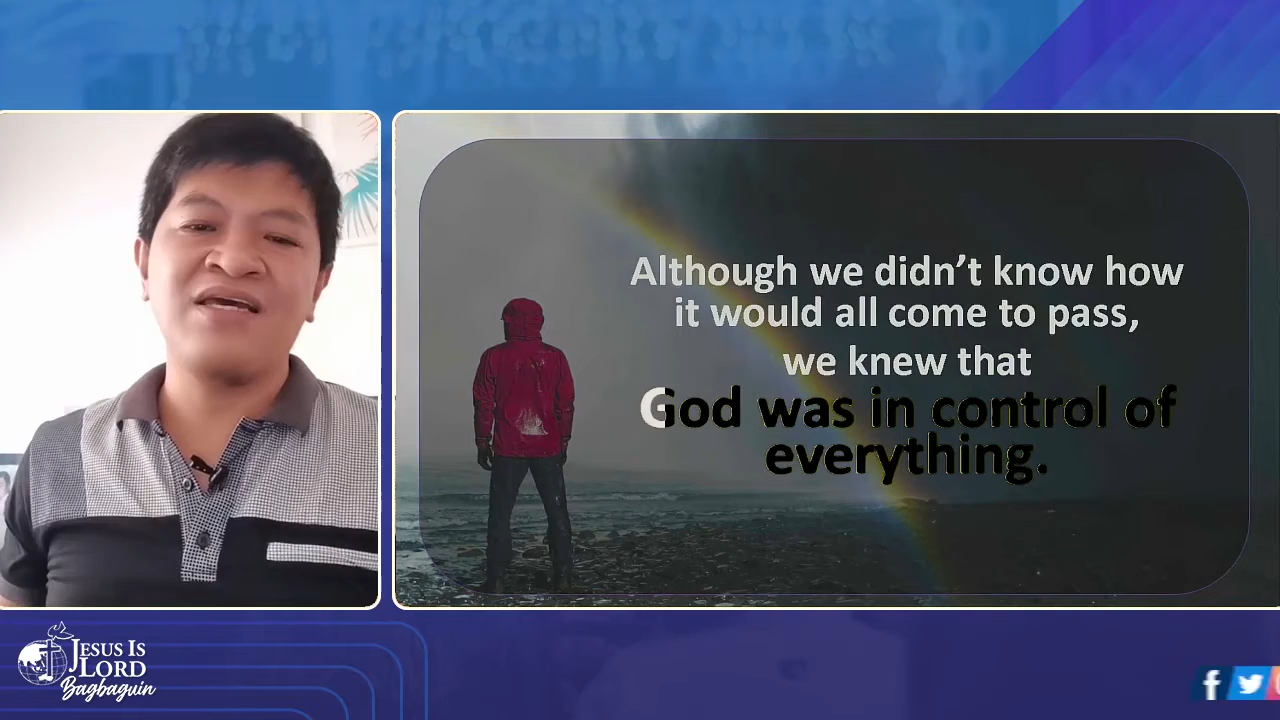 Although we didn't know how
it would all come to pass,
we knew that
God was in control of
everything.
JESUS IS
LORD
Bagbaguin